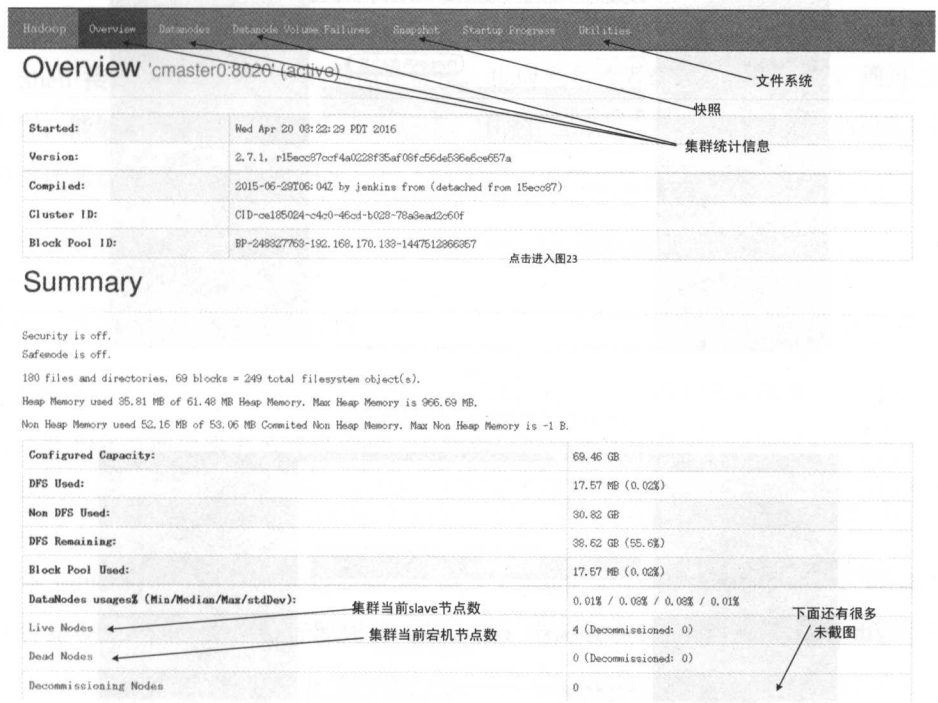 Hadoop Overview Datanodes Datanode Volume Failures Snapshot Startup Progress Utilities
Overview 'cmaster0:8020' (active)
文件系统
快照
集群统计信息
Started: Wed Apr 20 03:22:29 PDT 2016
Version: 2.7.1, r15ecc87ccf4a0228f35af08fc56de536e6ce657a
Compiled: 2015-06-29T06:04Z by jenkins from (detached from 15ecc87)
Cluster ID: CID-ce185024-c4c0-46cd-b028-78a3ead2c60f
Block Pool ID: BP-248327763-192.168.170.133-1447512866357
点击进入图23
Summary
Security is off.
Safemode is off.
180 files and directories, 69 blocks = 249 total filesystem object(s).
Heap Memory used 35.81 MB of 61.48 MB Heap Memory. Max Heap Memory is 966.69 MB.
Non Heap Memory used 52.16 MB of 53.06 MB Commited Non Heap Memory. Max Non Heap Memory is -1 B.
Configured Capacity: 69.46 GB
DFS Used: 17.57 MB (0.02%)
Non DFS Used: 30.82 GB
DFS Remaining: 38.62 GB (55.6%)
Block Pool Used: 17.57 MB (0.02%)
DataNodes usages% (Min/Median/Max/stdDev): 0.01% / 0.03% / 0.03% / 0.01%
集群当前slave节点数
下面还有很多
未截图
Live Nodes 4 (Decommissioned: 0)
集群当前宕机节点数
Dead Nodes 0 (Decommissioned: 0)
Decommissioning Nodes 0